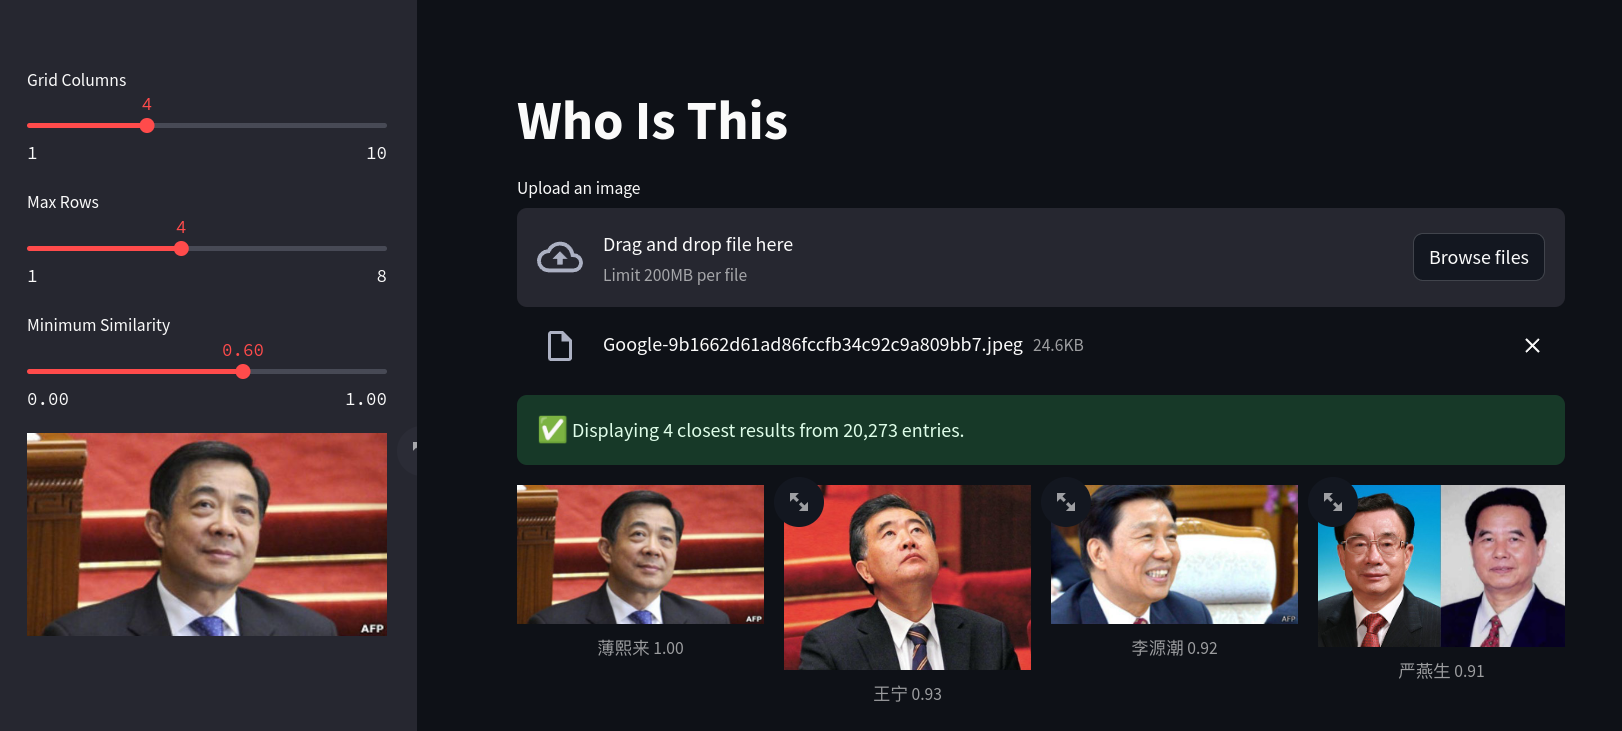 Grid Columns
4
1 10
Max Rows
4
1 8
Minimum Similarity
0.60
0.00 1.00
AFP
Who Is This
Upload an image
Drag and drop file here
Limit 200MB per file
Browse files
Google-9b1662d61ad86fccfb34c92c9a809bb7.jpeg 24.6KB
Displaying 4 closest results from 20,273 entries.
AFP
薄熙来 1.00
王宁 0.93
AFP
李源潮 0.92
严燕生 0.91